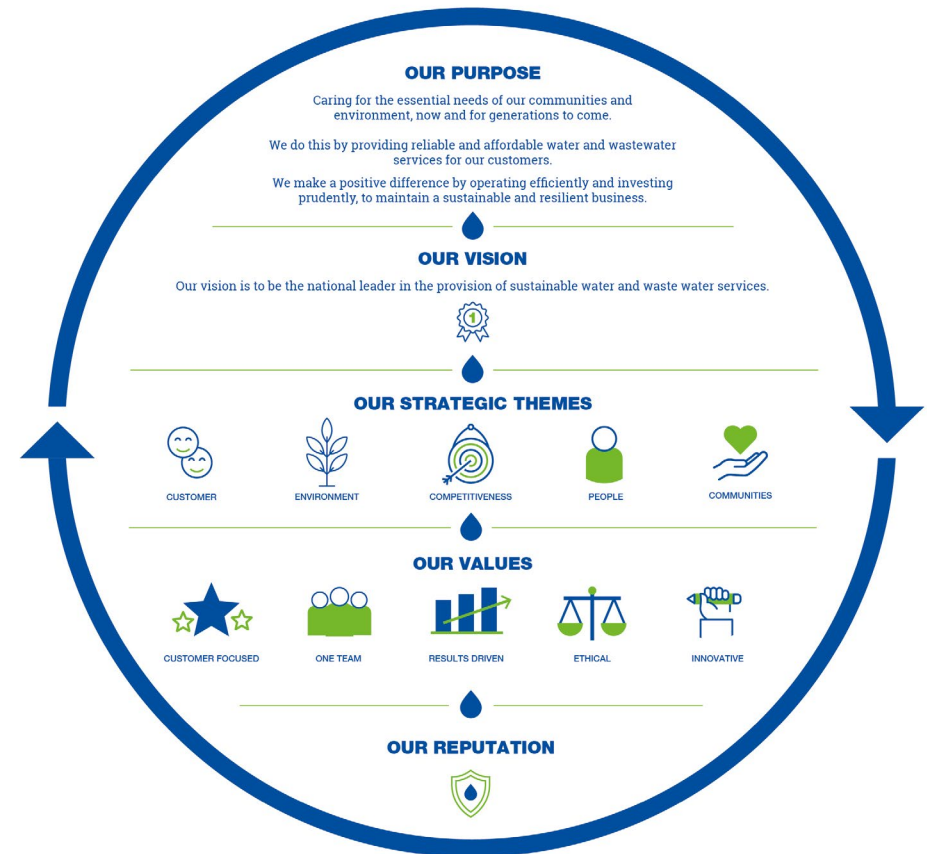 OUR PURPOSE
Caring for the essential needs of our communities and
environment, now and for generations to come.
We do this by providing reliable and affordable water and wastewater
services for our customers.
We make a positive difference by operating efficiently and investing
prudently, to maintain a sustainable and resilient business.
OUR VISION
Our vision is to be the national leader in the provision of sustainable water and waste water services.
1
OUR STRATEGIC THEMES
CUSTOMER
ENVIRONMENT
COMPETITIVENESS
PEOPLE
COMMUNITIES
OUR VALUES
CUSTOMER FOCUSED
ONE TEAM
RESULTS DRIVEN
ETHICAL
INNOVATIVE
OUR REPUTATION